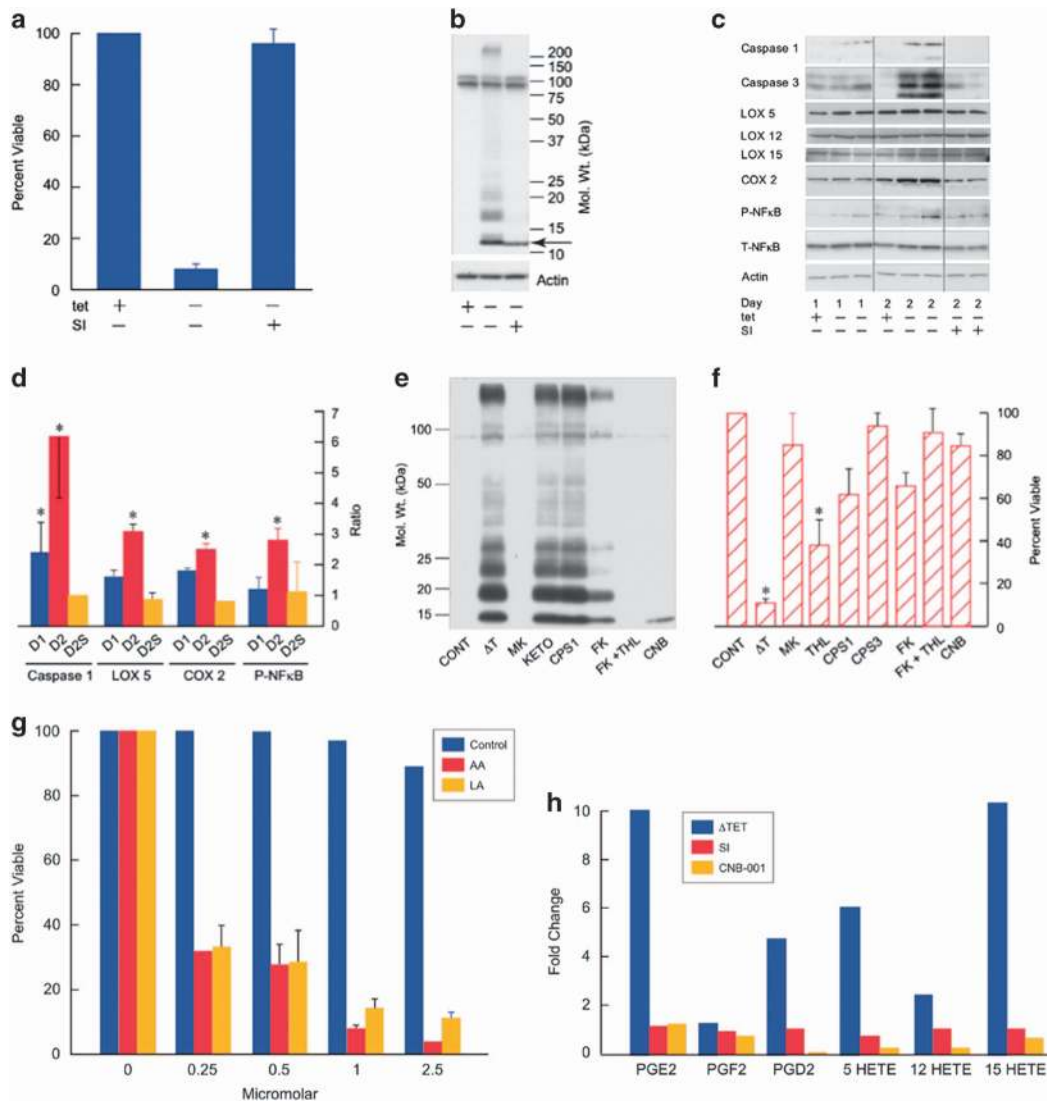 a
100
80
60
40
20
0
Percent Viable
tet + − −
SI − − +
b
200
150
100
75
50
37
25
20
15
10
Mol. Wt. (kDa)
Actin
+ − −
− − +
c
Caspase 1
Caspase 3
LOX 5
LOX 12
LOX 15
COX 2
P-NFκB
T-NFκB
Actin
Day 1 1 1 2 2 2 2 2
tet + − − + − − − −
SI − − − − − − + +
d
7
6
5
4
3
2
1
0
Ratio
* * * * *
D1 D2 D2S D1 D2 D2S D1 D2 D2S D1 D2 D2S
Caspase 1 LOX 5 COX 2 P-NFκB
e
Mol. Wt. (kDa)
100
50
25
20
15
CONT ΔT MK KETO CPS1 FK FK +THL CNB
f
100
80
60
40
20
0
Percent Viable
* *
CONT ΔT MK THL CPS1 CPS3 FK FK + THL CNB
g
100
80
60
40
20
0
Percent Viable
Control
AA
LA
0 0.25 0.5 1 2.5
Micromolar
h
10
8
6
4
2
0
Fold Change
ΔTET
SI
CNB-001
PGE2 PGF2 PGD2 5 HETE 12 HETE 15 HETE